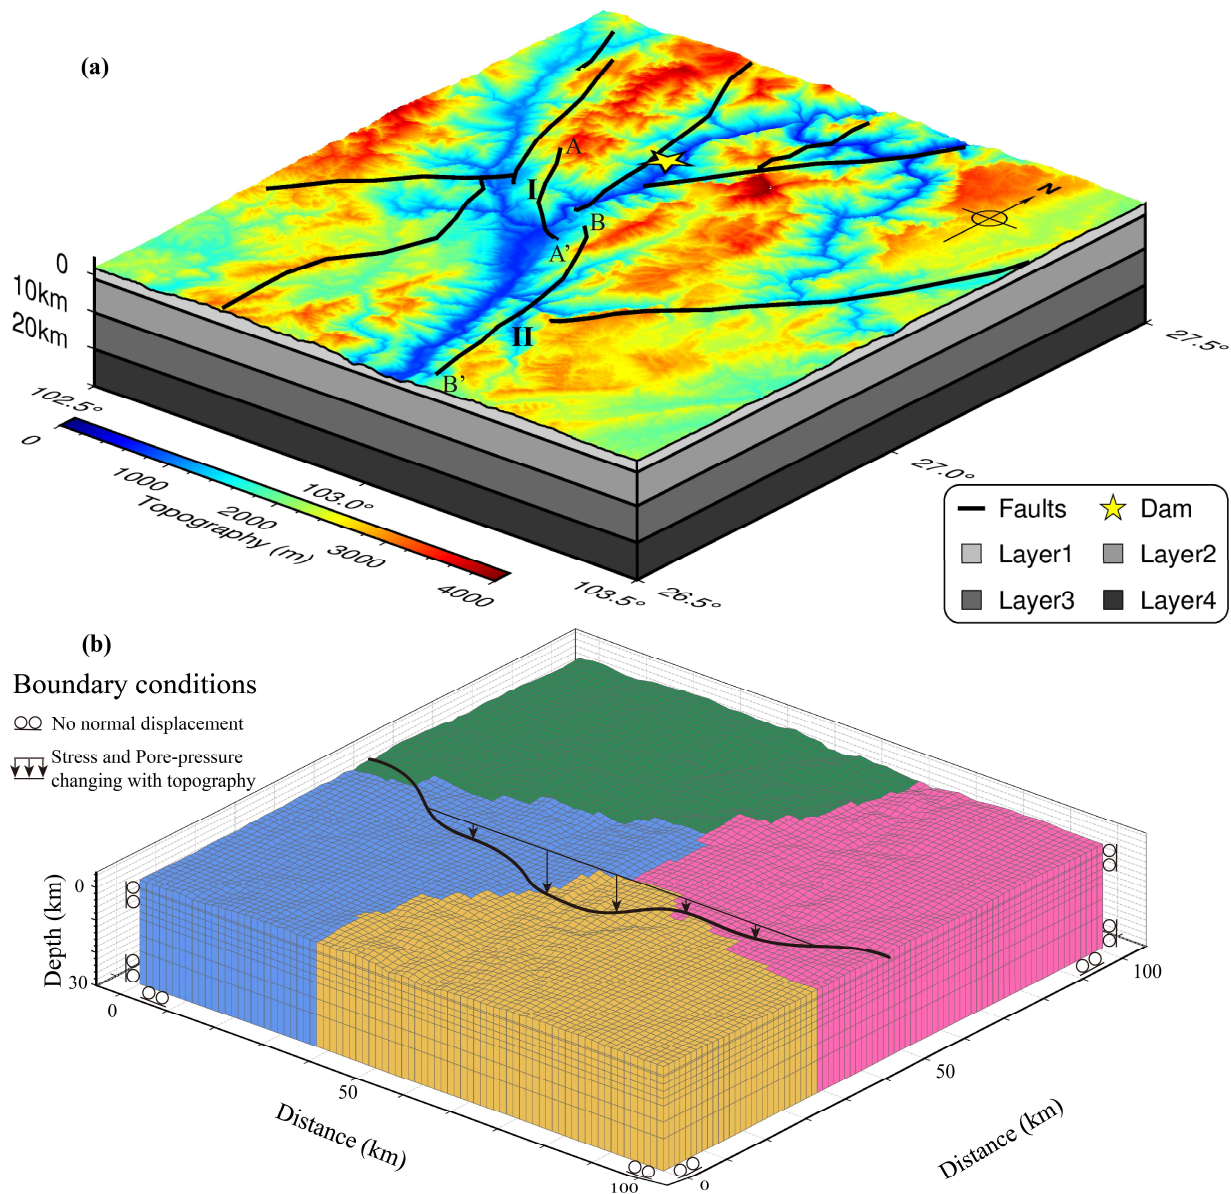 (a)
A
I
B
A’
II
B’
N
0
10km
20km
102.5°
103.0°
103.5°
26.5°
27.0°
27.5°
0
1000
2000
3000
4000
Topography (m)
Faults
Dam
Layer1
Layer2
Layer3
Layer4
(b)
Boundary conditions
No normal displacement
Stress and Pore-pressure
changing with topography
0
30
Depth (km)
0
50
100
Distance (km)
0
50
100
Distance (km)